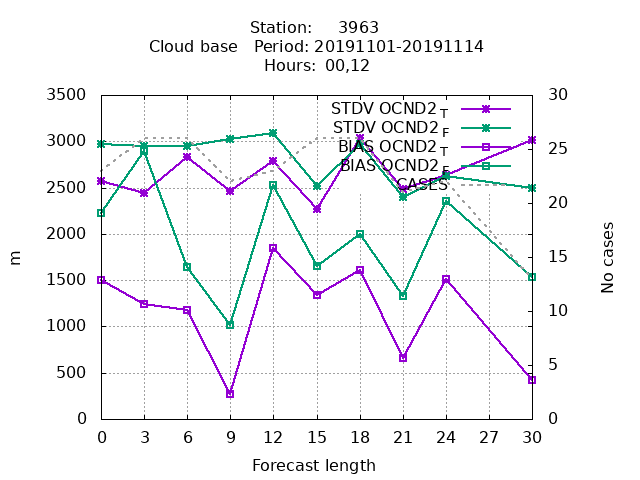 Station: 3963
Cloud base Period: 20191101-20191114
Hours: 00,12
3500 30
STDV OCND2 T
STDV OCND2 F
3000 25
BIAS OCND2 T
BIAS OCND2 F
CASES
2500 20
2000
m
No cases
1500 15
1000 10
500 5
0 0
0 3 6 9 12 15 18 21 24 27 30
Forecast length